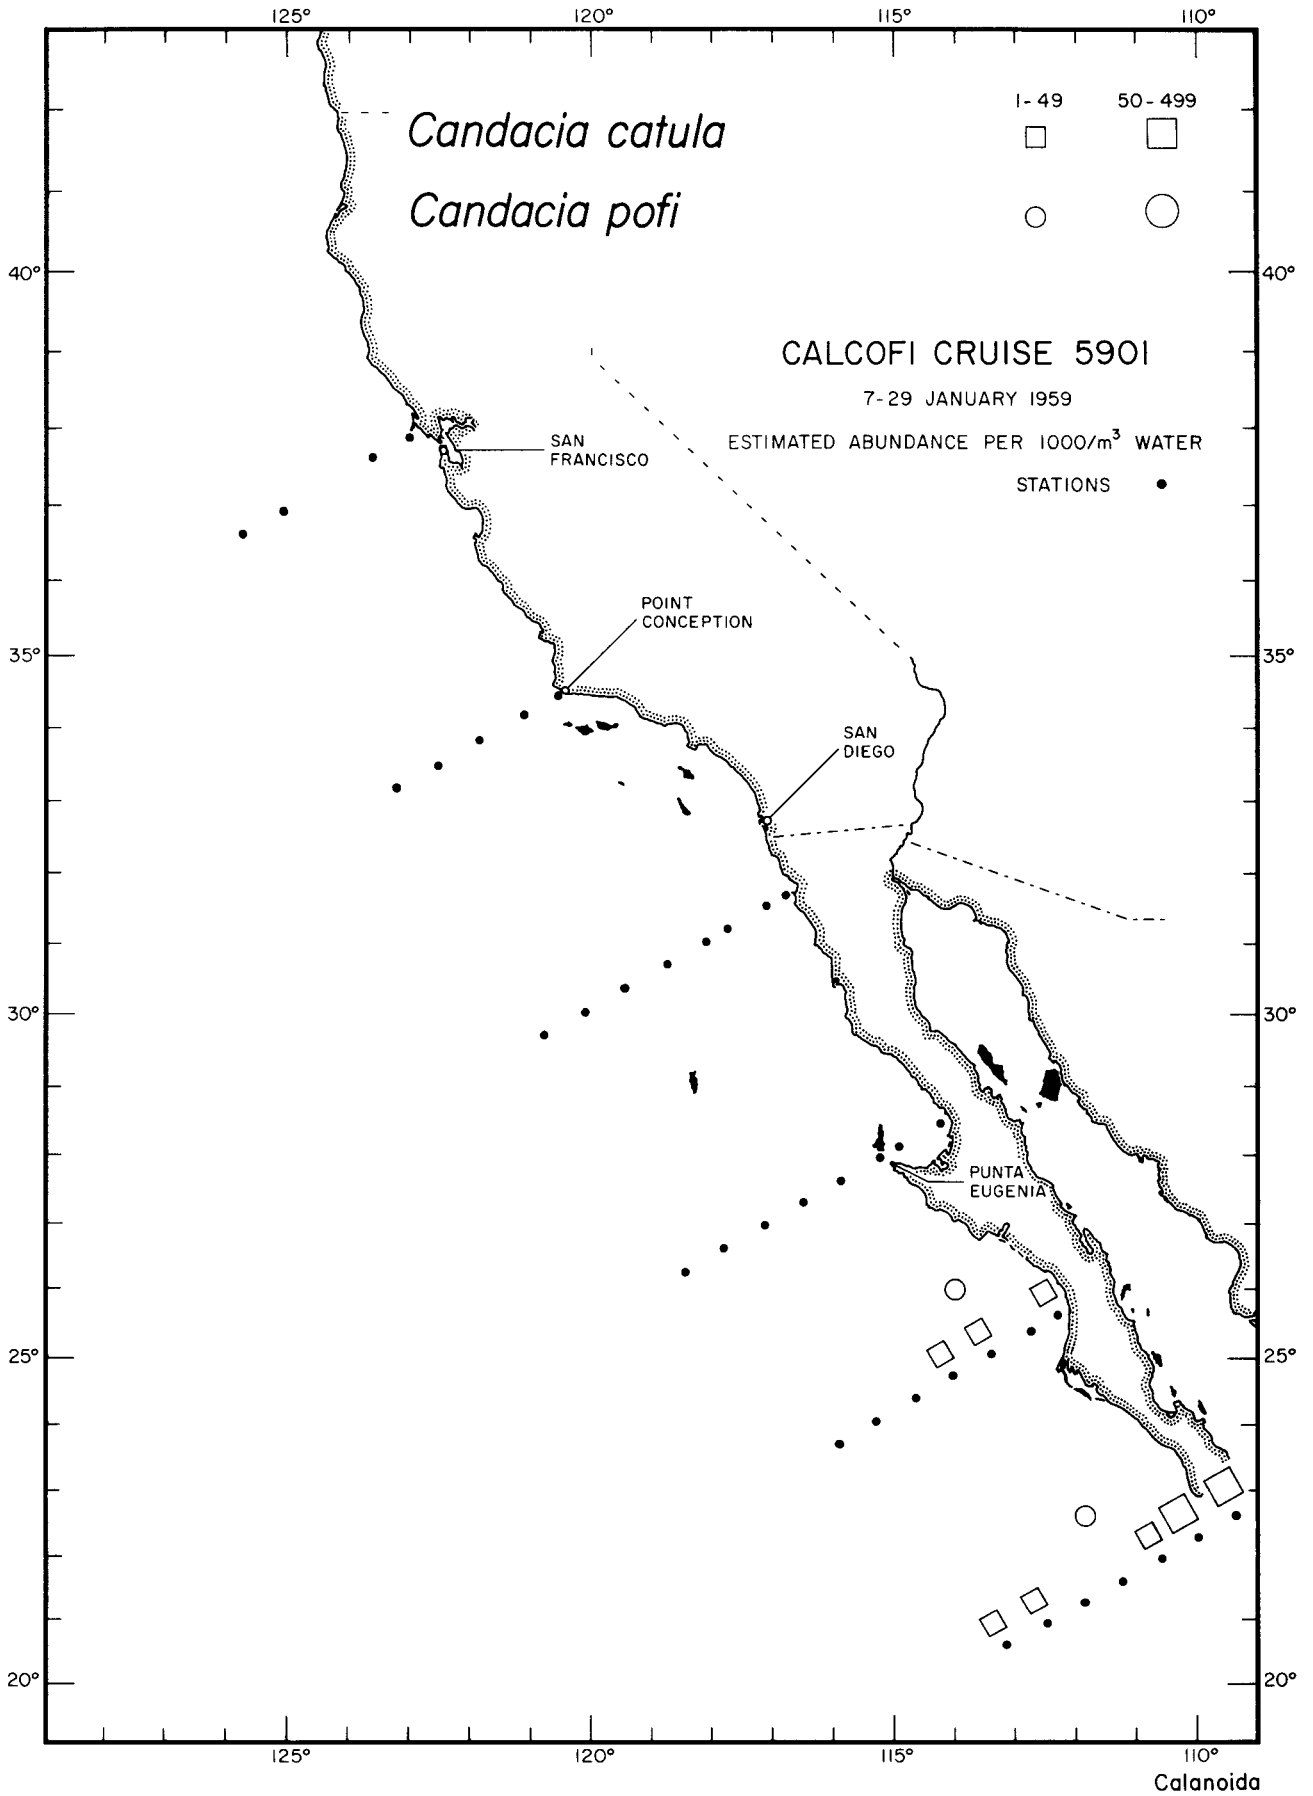 125° 120° 115° 110°
1-49 50-499
Candacia catula
Candacia pofi
40° 40°
CALCOFI CRUISE 5901
7-29 JANUARY 1959
ESTIMATED ABUNDANCE PER 1000/m³ WATER
STATIONS
SAN
FRANCISCO
POINT
CONCEPTION
35° 35°
SAN
DIEGO
30° 30°
PUNTA
EUGENIA
25° 25°
20° 20°
125° 120° 115° 110°
Calanoida